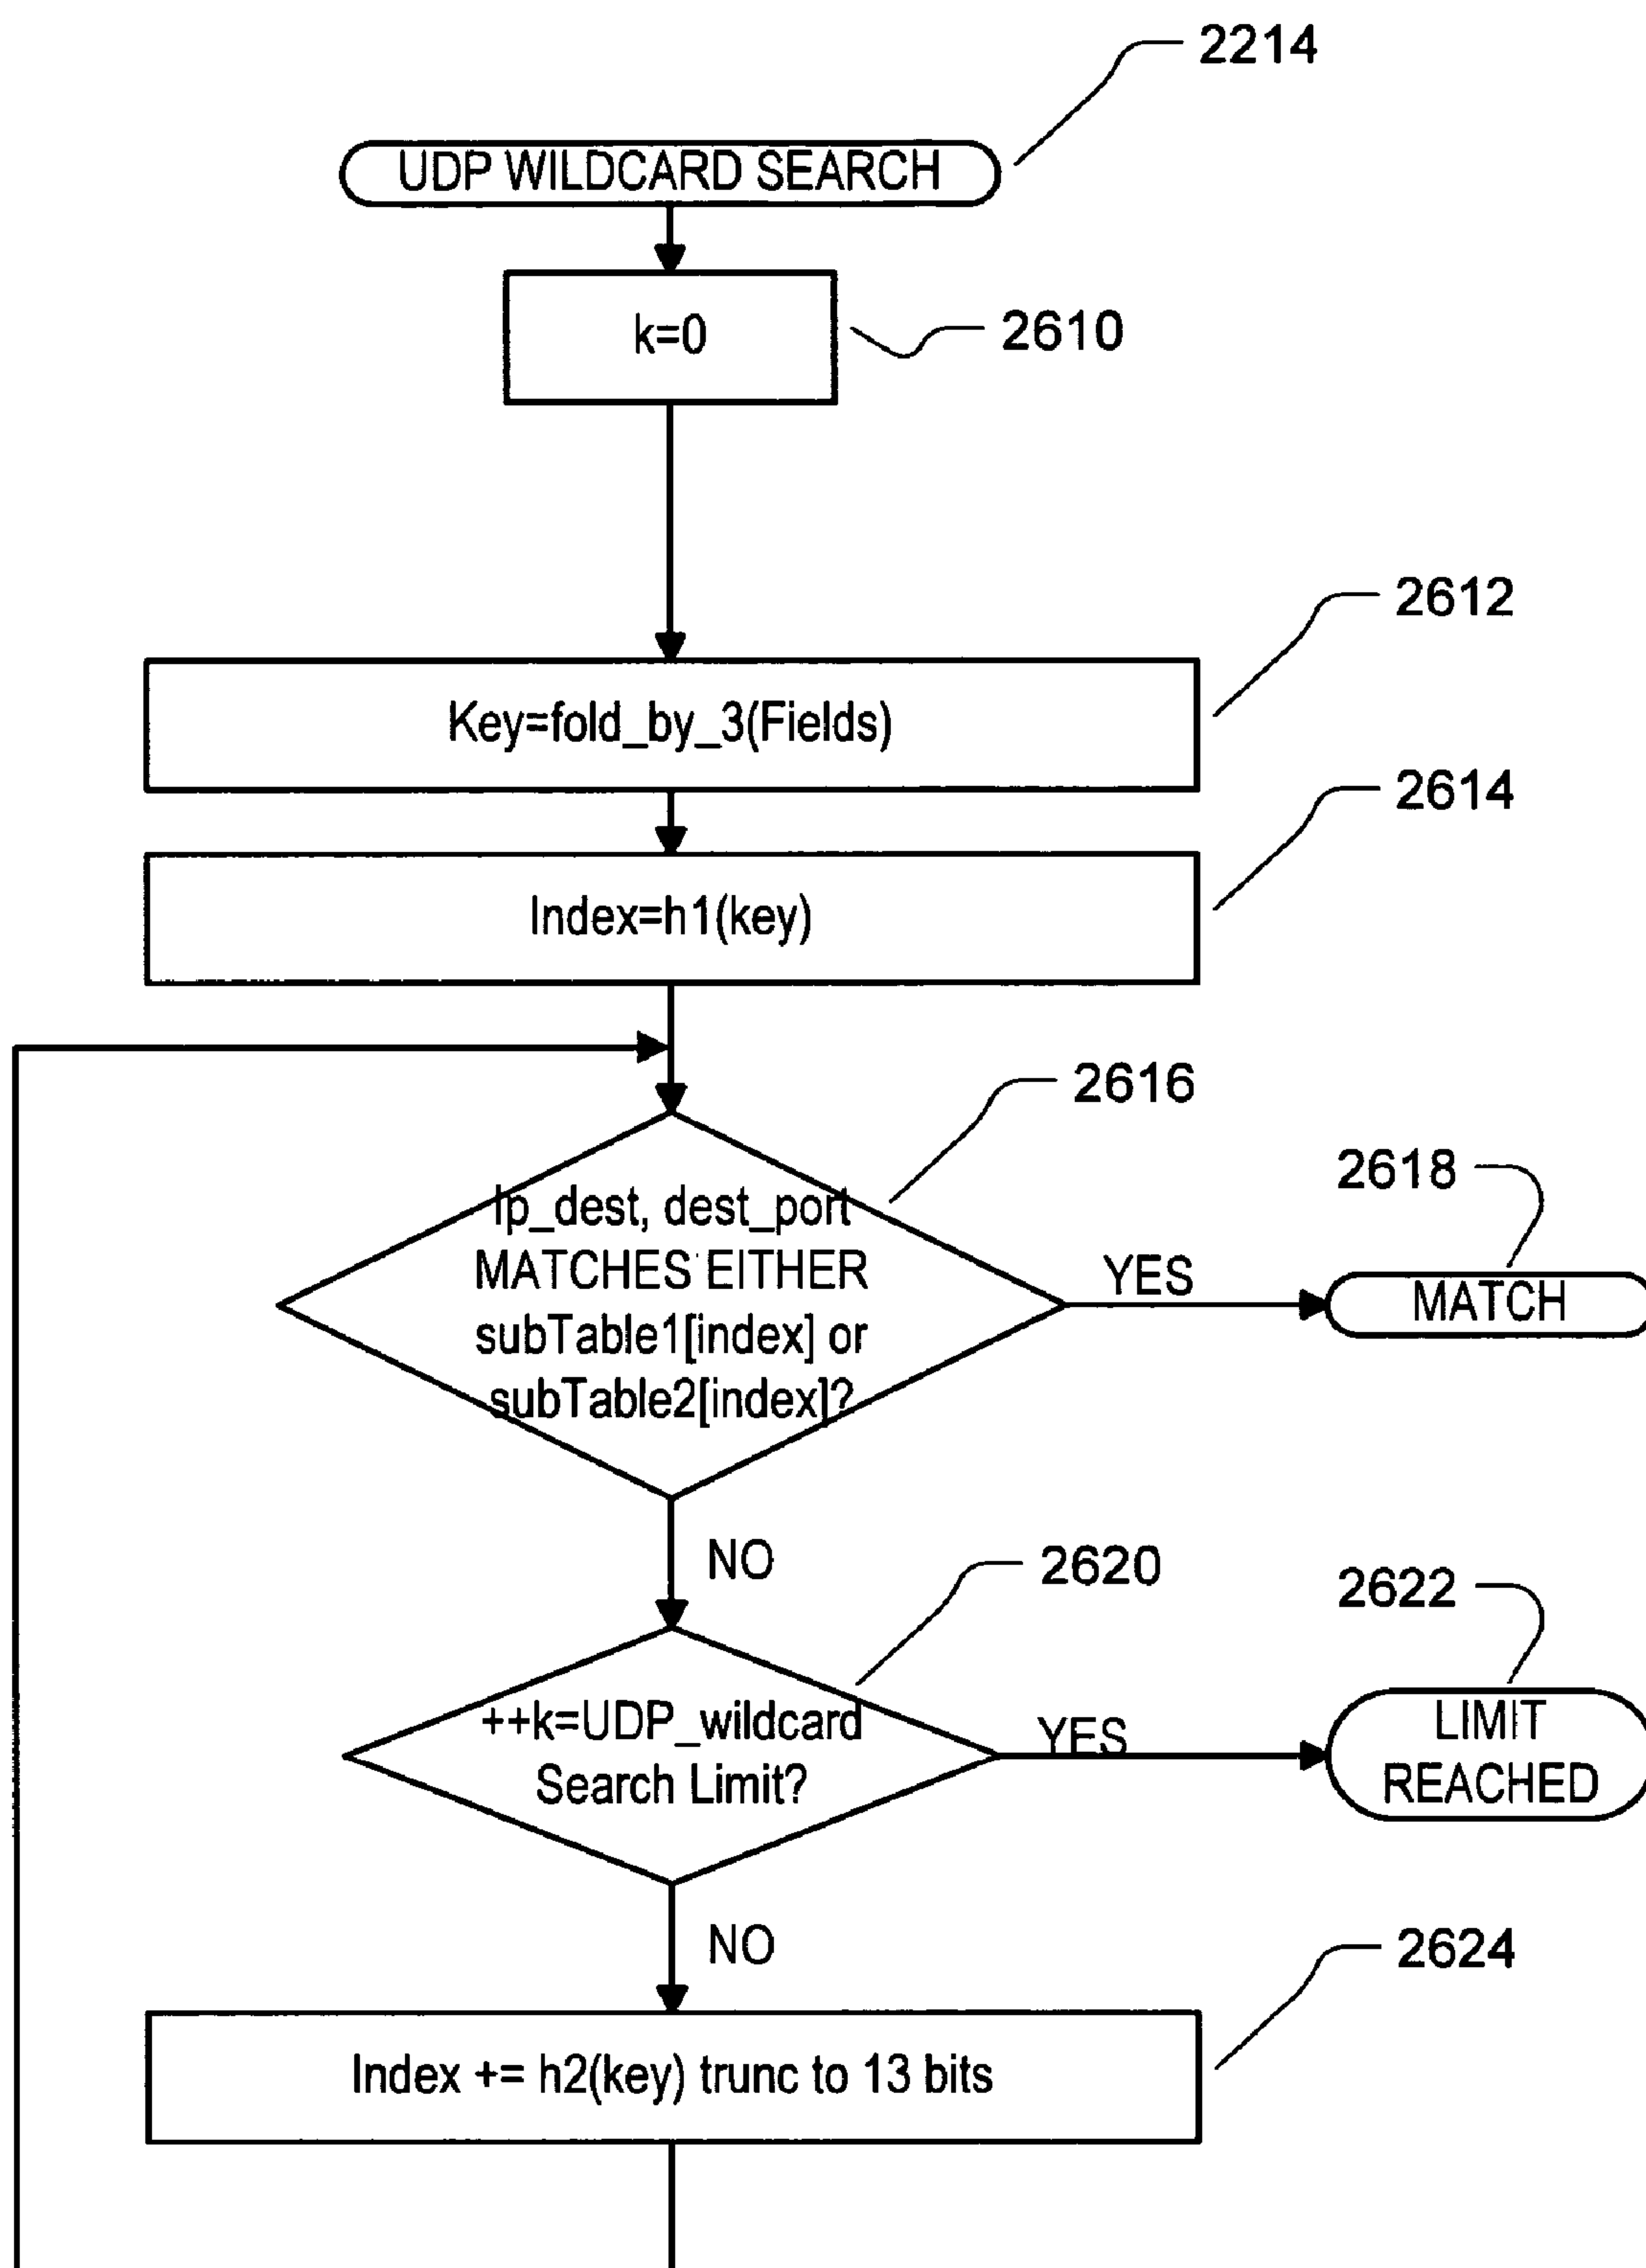 2214
UDP WILDCARD SEARCH
k=0
2610
2612
Key=fold_by_3(Fields)
2614
Index=h1(key)
2616
Ip_dest, dest_port
MATCHES EITHER
subTable1[index] or
subTable2[index]?
YES
2618
MATCH
NO
2620
++k=UDP_wildcard
Search Limit?
YES
2622
LIMIT
REACHED
NO
2624
Index += h2(key) trunc to 13 bits